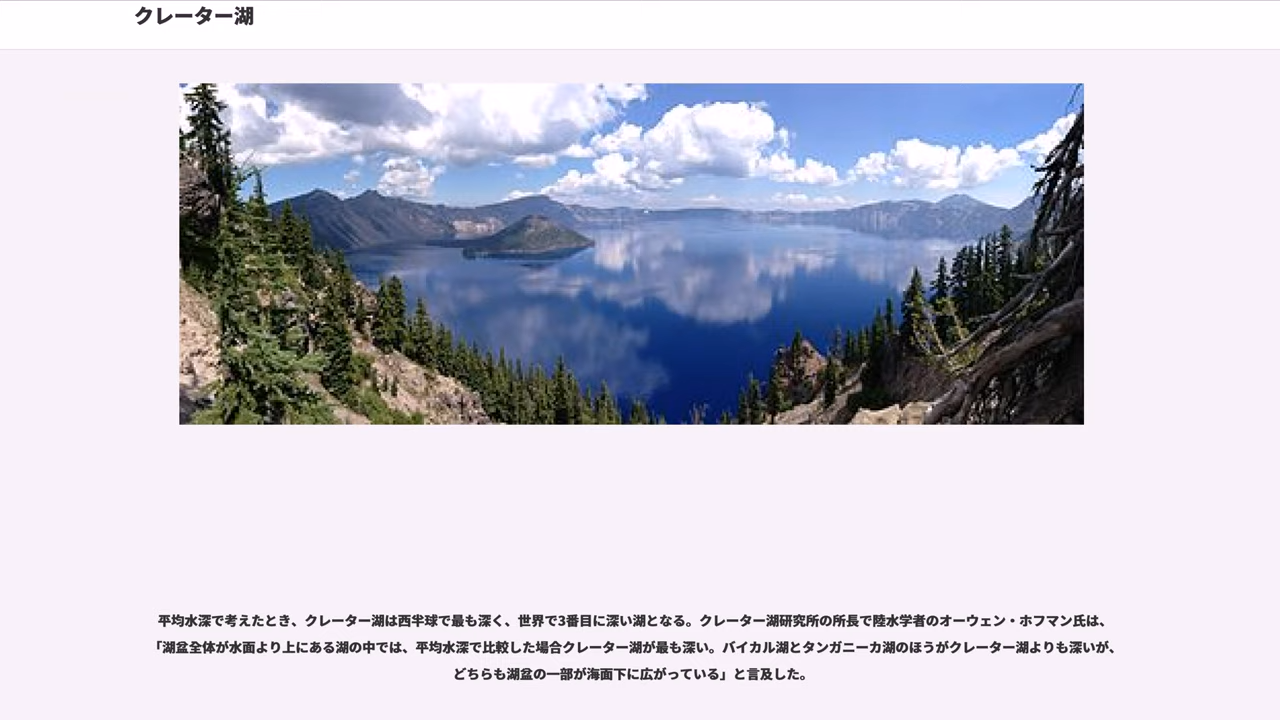 クレーター湖
平均水深で考えたとき、クレーター湖は西半球で最も深く、世界で3番目に深い湖となる。クレーター湖研究所の所長で陸水学者のオーウェン・ホフマン氏は、
「湖盆全体が水面より上にある湖の中では、平均水深で比較した場合クレーター湖が最も深い。バイカル湖とタンガニーカ湖のほうがクレーター湖よりも深いが、
どちらも湖盆の一部が海面下に広がっている」と言及した。